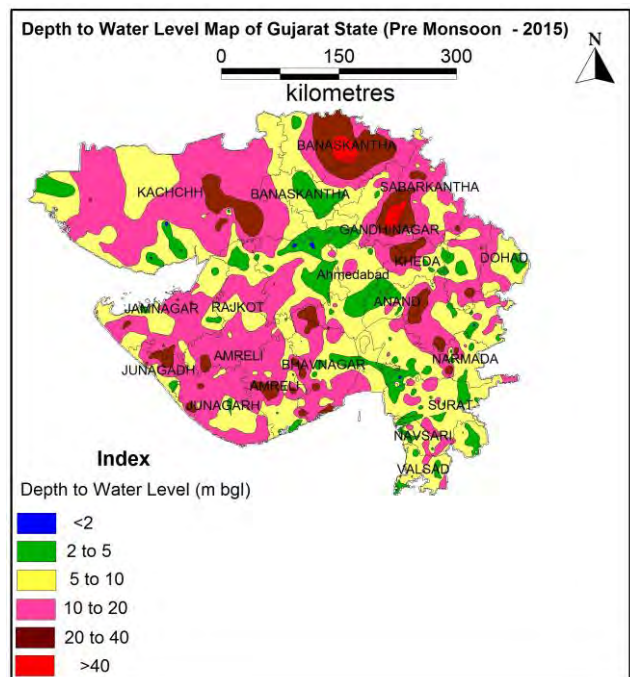 Depth to Water Level Map of Gujarat State (Pre Monsoon - 2015)
N
0 150 300
kilometres
BANASKANTHA
KACHCHH
BANASKANTHA
SABARKANTHA
GANDHINAGAR
KHEDA
DOHAD
Ahmedabad
JAMNAGAR
RAJKOT
ANAND
AMRELI
JUNAGADH
BHAVNAGAR
NARMADA
AMRELI
JUNAGARH
SURAT
NAVSARI
VALSAD
Index
Depth to Water Level (m bgl)
<2
2 to 5
5 to 10
10 to 20
20 to 40
>40